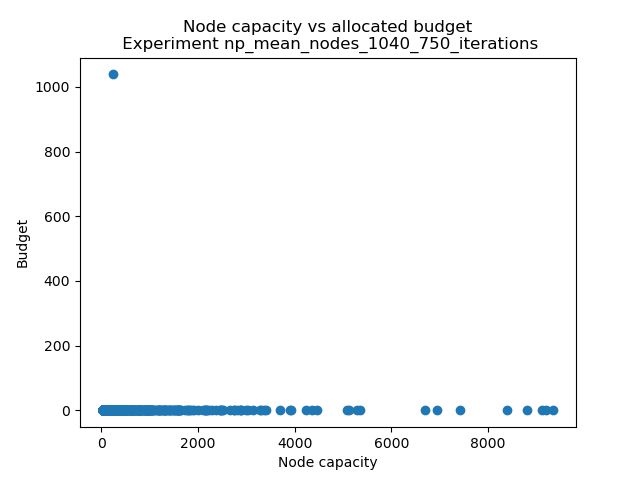 Node capacity vs allocated budget
Experiment np_mean_nodes_1040_750_iterations
1000
800
600
400
200
0
Budget
0 2000 4000 6000 8000
Node capacity